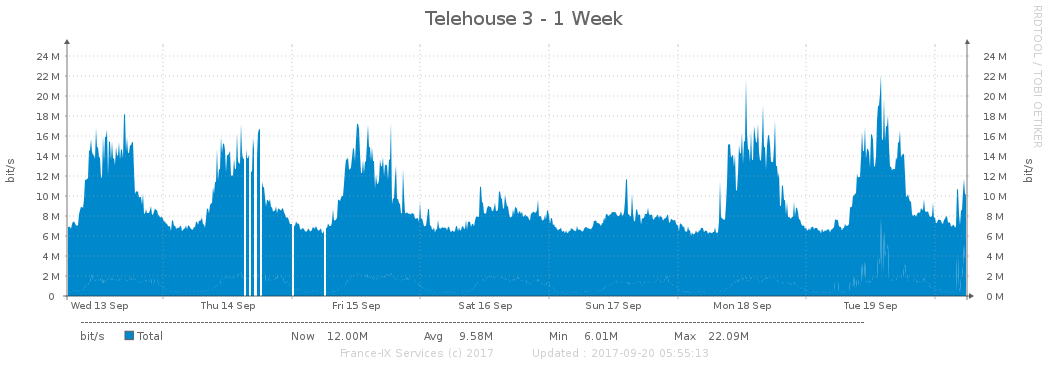 Telehouse 3 - 1 Week
RRDTOOL / TOBI OETIKER
24 M 24 M
22 M 22 M
20 M 20 M
18 M 18 M
16 M 16 M
14 M 14 M
12 M 12 M
10 M 10 M
8 M 8 M
6 M 6 M
4 M 4 M
2 M 2 M
0 0 M
bit/s
bit/s
Wed 13 Sep Thu 14 Sep Fri 15 Sep Sat 16 Sep Sun 17 Sep Mon 18 Sep Tue 19 Sep
bit/s Total Now 12.00M Avg 9.58M Min 6.01M Max 22.09M
France-IX Services (c) 2017 Updated : 2017-09-20 05:55:13